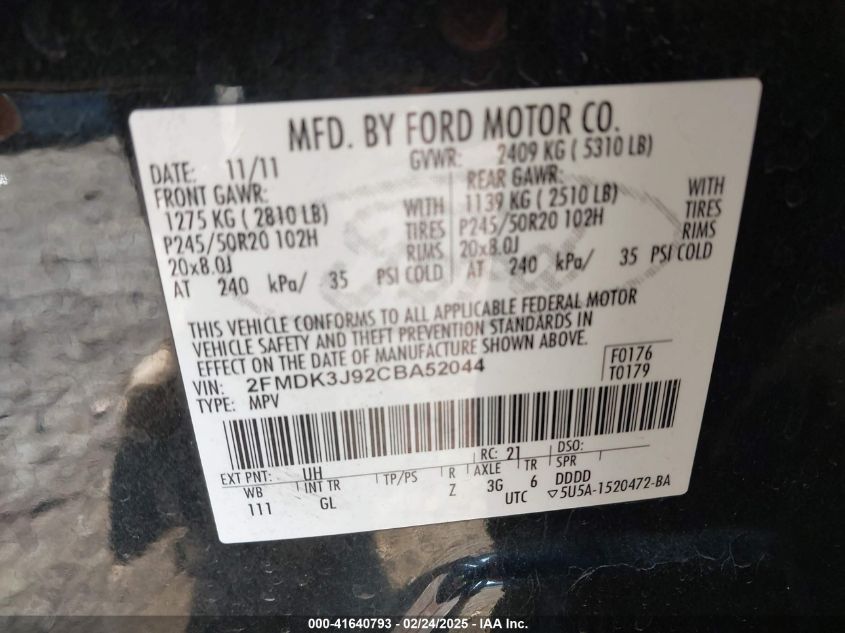 MFD. BY FORD MOTOR CO.
DATE: 11/11 GVWR: 2409 KG ( 5310 LB)
FRONT GAWR: REAR GAWR:
1275 KG ( 2810 LB) WITH 1139 KG ( 2510 LB) WITH
P245/50R20 102H TIRES P245/50R20 102H TIRES
20x8.0J RIMS 20x8.0J RIMS
AT 240 kPa/ 35 PSI COLD AT 240 kPa/ 35 PSI COLD
THIS VEHICLE CONFORMS TO ALL APPLICABLE FEDERAL MOTOR
VEHICLE SAFETY AND THEFT PREVENTION STANDARDS IN
EFFECT ON THE DATE OF MANUFACTURE SHOWN ABOVE.
VIN: 2FMDK3J92CBA52044 F0176
TYPE: MPV T0179
EXT PNT: UH RC: 21 DSO:
WB INT TR TP/PS R AXLE TR SPR
111 GL Z 3G 6 DDDD
UTC ▽5U5A-1520472-BA
000-41640793 - 02/24/2025 - IAA Inc.